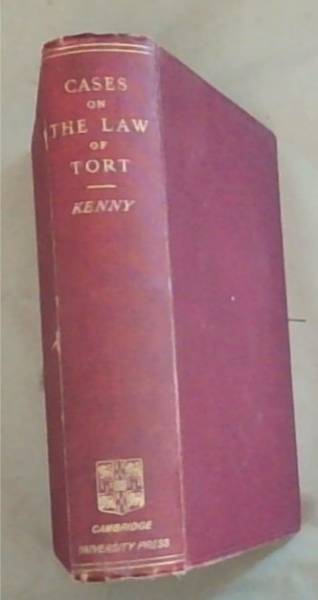 CASES
ON
THE LAW
OF
TORT
KENNY
CAMBRIDGE
UNIVERSITY PRESS